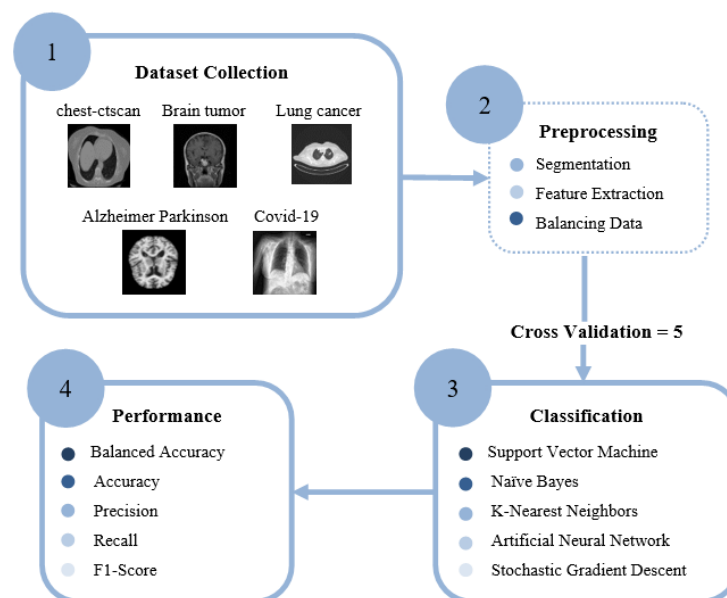 1
Dataset Collection
chest-ctscan Brain tumor Lung cancer
Alzheimer Parkinson Covid-19
2
Preprocessing
Segmentation
Feature Extraction
Balancing Data
Cross Validation = 5
3
Classification
Support Vector Machine
Naïve Bayes
K-Nearest Neighbors
Artificial Neural Network
Stochastic Gradient Descent
4
Performance
Balanced Accuracy
Accuracy
Precision
Recall
F1-Score